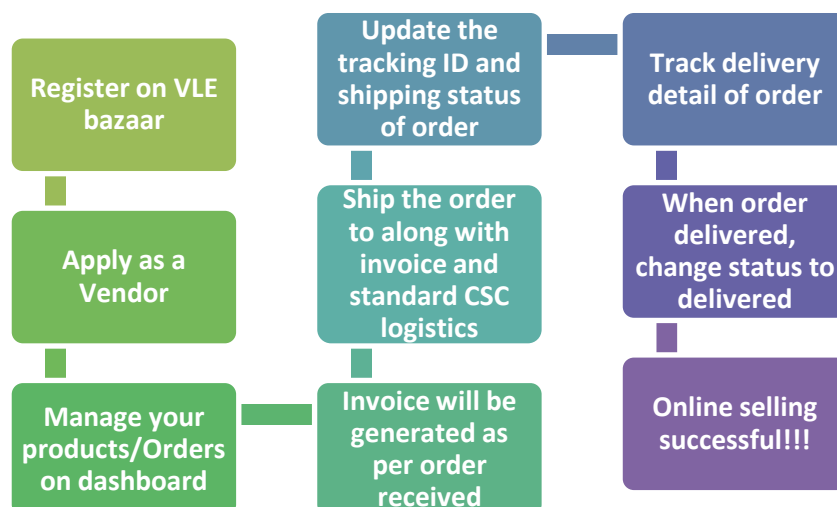 Register on VLE
bazaar
Apply as a
Vendor
Manage your
products/Orders
on dashboard
Invoice will be
generated as
per order
received
Ship the order
to along with
invoice and
standard CSC
logistics
Update the
tracking ID and
shipping status
of order
Track delivery
detail of order
When order
delivered,
change status to
delivered
Online selling
successful!!!